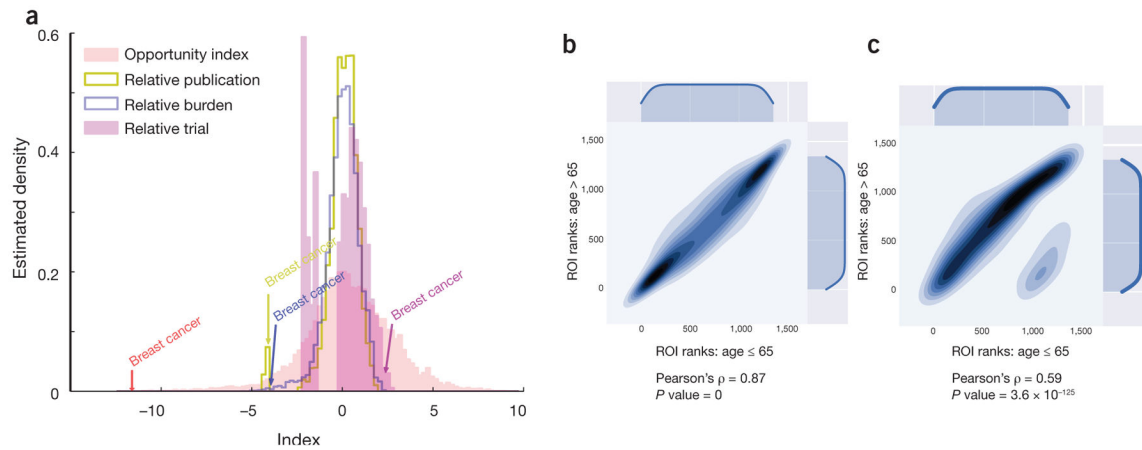 a
Estimated density
0.6
0.4
0.2
0
Opportunity index
Relative publication
Relative burden
Relative trial
Breast cancer
Breast cancer
Breast cancer
Breast cancer
−10
−5
0
5
10
Index
b
ROI ranks: age > 65
1,500
1,000
500
0
0
500
1,000
1,500
ROI ranks: age ≤ 65
Pearson's ρ = 0.87
P value = 0
c
ROI ranks: age > 65
1,500
1,000
500
0
0
500
1,000
1,500
ROI ranks: age ≤ 65
Pearson's ρ = 0.59
P value = 3.6 × 10⁻¹²⁵